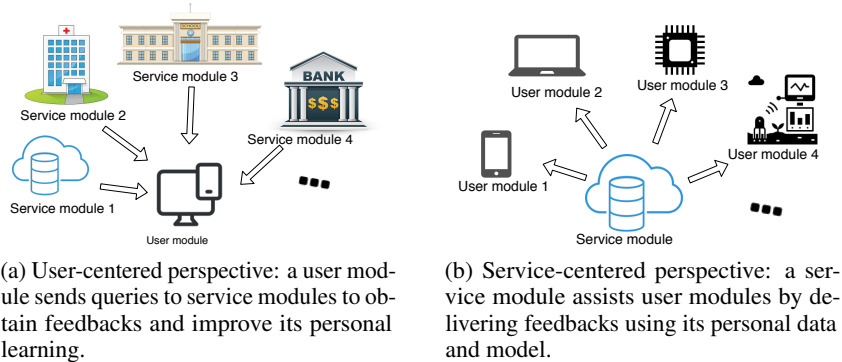 Service module 3
BANK
$$$
Service module 2
Service module 4
Service module 1
User module
User module 2
User module 3
User module 4
User module 1
Service module
(a) User-centered perspective: a user mod-
ule sends queries to service modules to ob-
tain feedbacks and improve its personal
learning.
(b) Service-centered perspective: a ser-
vice module assists user modules by de-
livering feedbacks using its personal data
and model.